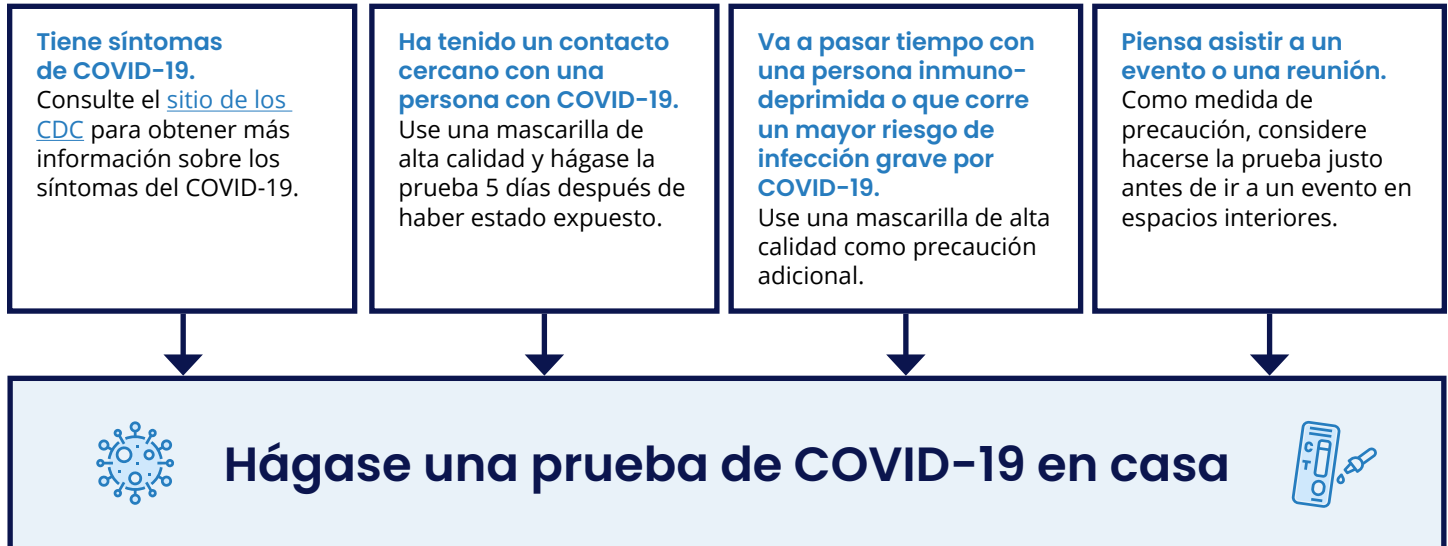 Tiene síntomas
de COVID-19.
Consulte el sitio de los
CDC para obtener más
información sobre los
síntomas del COVID-19.
Ha tenido un contacto
cercano con una
persona con COVID-19.
Use una mascarilla de
alta calidad y hágase la
prueba 5 días después de
haber estado expuesto.
Va a pasar tiempo con
una persona inmuno-
deprimida o que corre
un mayor riesgo de
infección grave por
COVID-19.
Use una mascarilla de alta
calidad como precaución
adicional.
Piensa asistir a un
evento o una reunión.
Como medida de
precaución, considere
hacerse la prueba justo
antes de ir a un evento en
espacios interiores.
Hágase una prueba de COVID-19 en casa
C
T